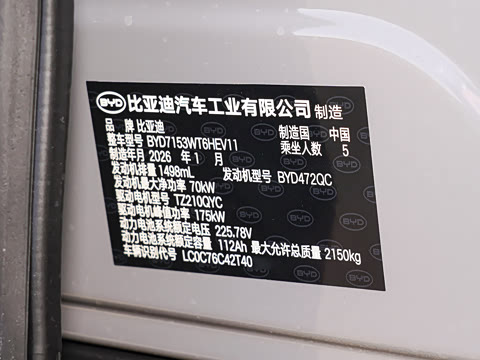 BYD 比亚迪汽车工业有限公司 制造
品 牌 比亚迪 制造国 中国
整车型号 BYD7153WT6HEV11 乘坐人数 5
制造年月 2026 年 1 月
发动机排量 1498mL 发动机型号 BYD472QC
发动机最大净功率 70kW
驱动电机型号 TZ210QYC
驱动电机峰值功率 175kW
动力电池系统额定电压 225.78V
动力电池系统额定容量 112Ah 最大允许总质量 2150kg
车辆识别代号 LC0C76C42T40